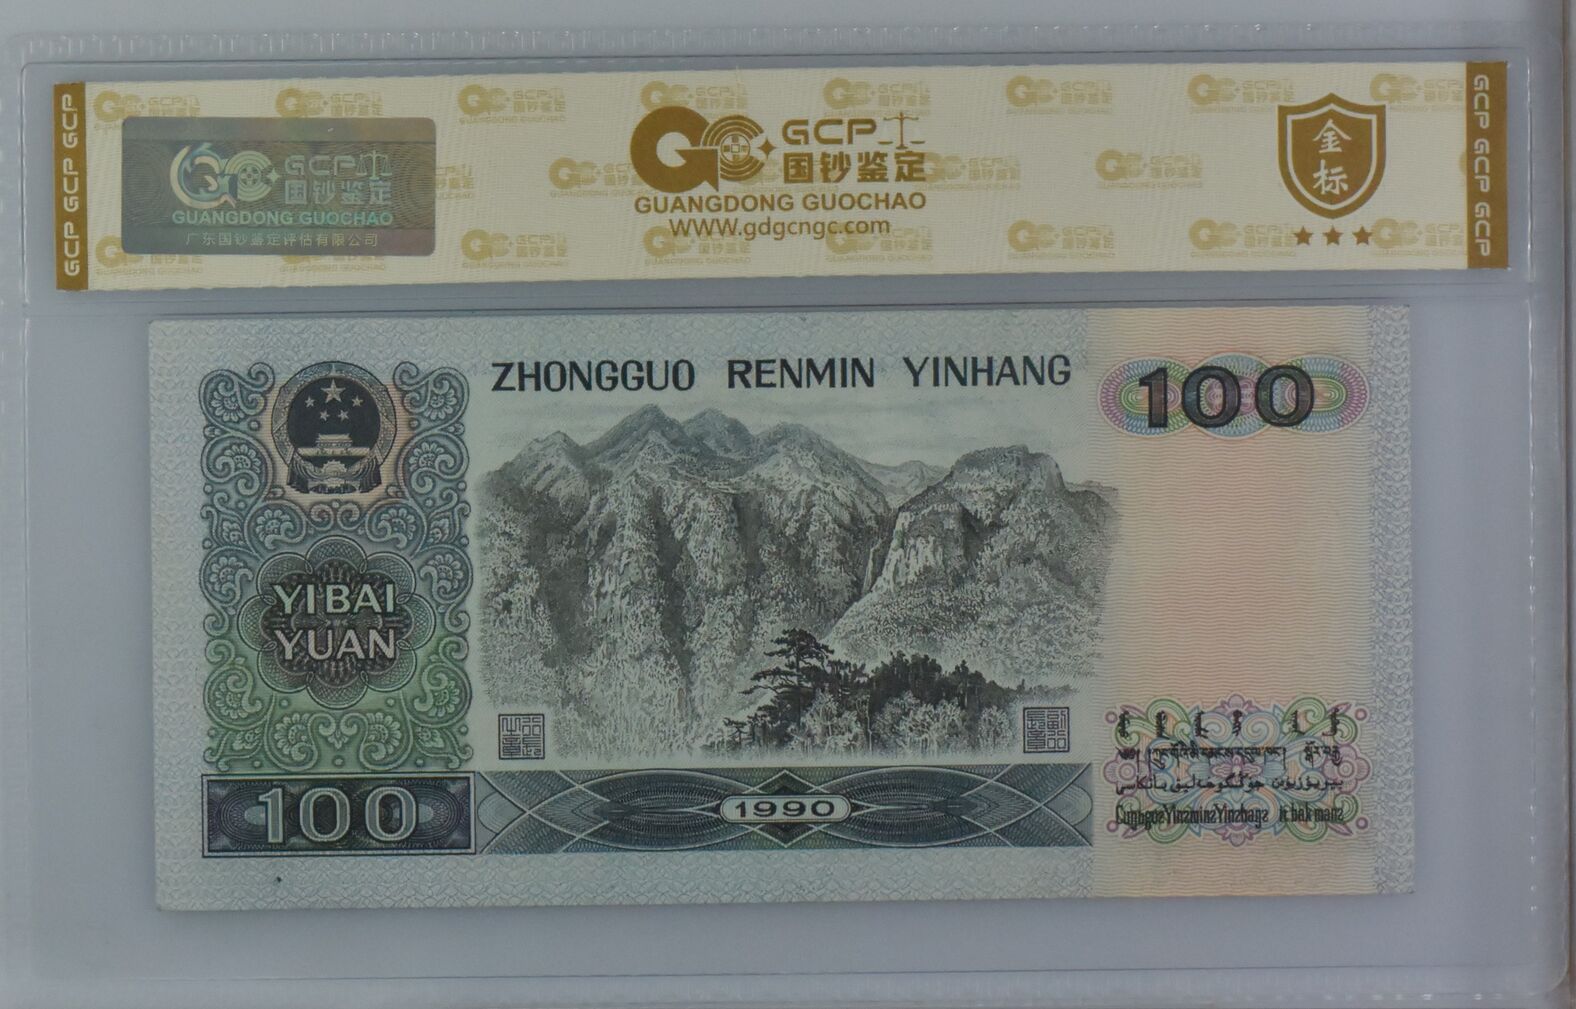 GCP GCP GCP
GCP
国钞鉴定
GUANGDONG GUOCHAO
广东国钞鉴定评估有限公司
GCP
国钞鉴定
GUANGDONG GUOCHAO
WWW.gdgcngc.com
金
标
GCP GCP GCP
ZHONGGUO RENMIN YINHANG
100
YI BAI
YUAN
100
1990